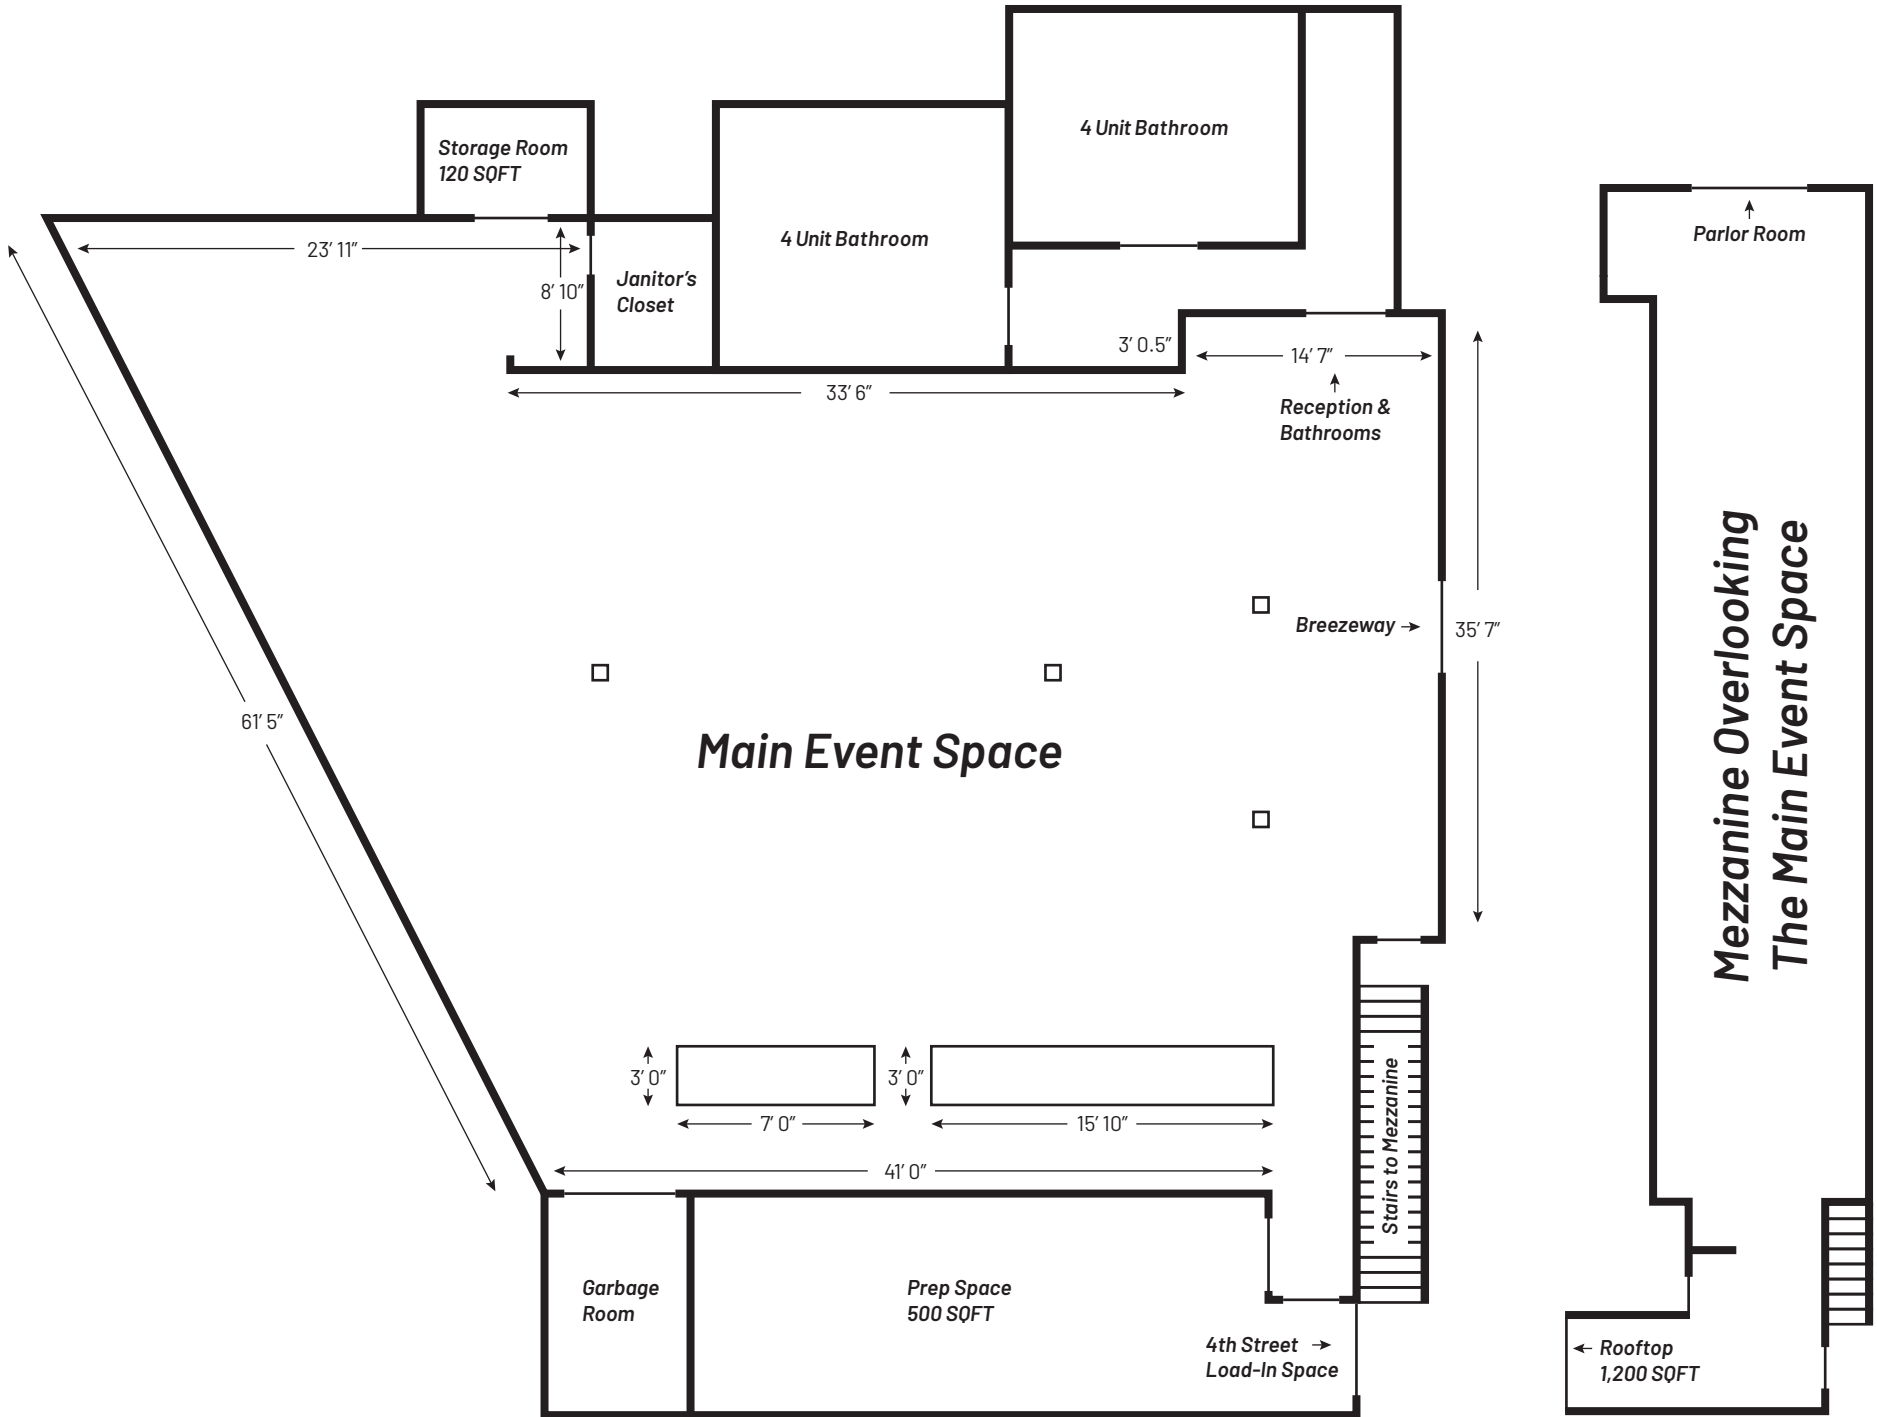 4 Unit Bathroom
Storage Room
120 SQFT
4 Unit Bathroom
23' 11"
8' 10"
Janitor's
Closet
3' 0.5"
14' 7"
33' 6"
Reception &
Bathrooms
Breezeway
35' 7"
61' 5"
Main Event Space
3' 0"
7' 0"
3' 0"
15' 10"
41' 0"
Stairs to Mezzanine
Garbage
Room
Prep Space
500 SQFT
4th Street
Load-In Space
Parlor Room
Mezzanine Overlooking
The Main Event Space
Rooftop
1,200 SQFT